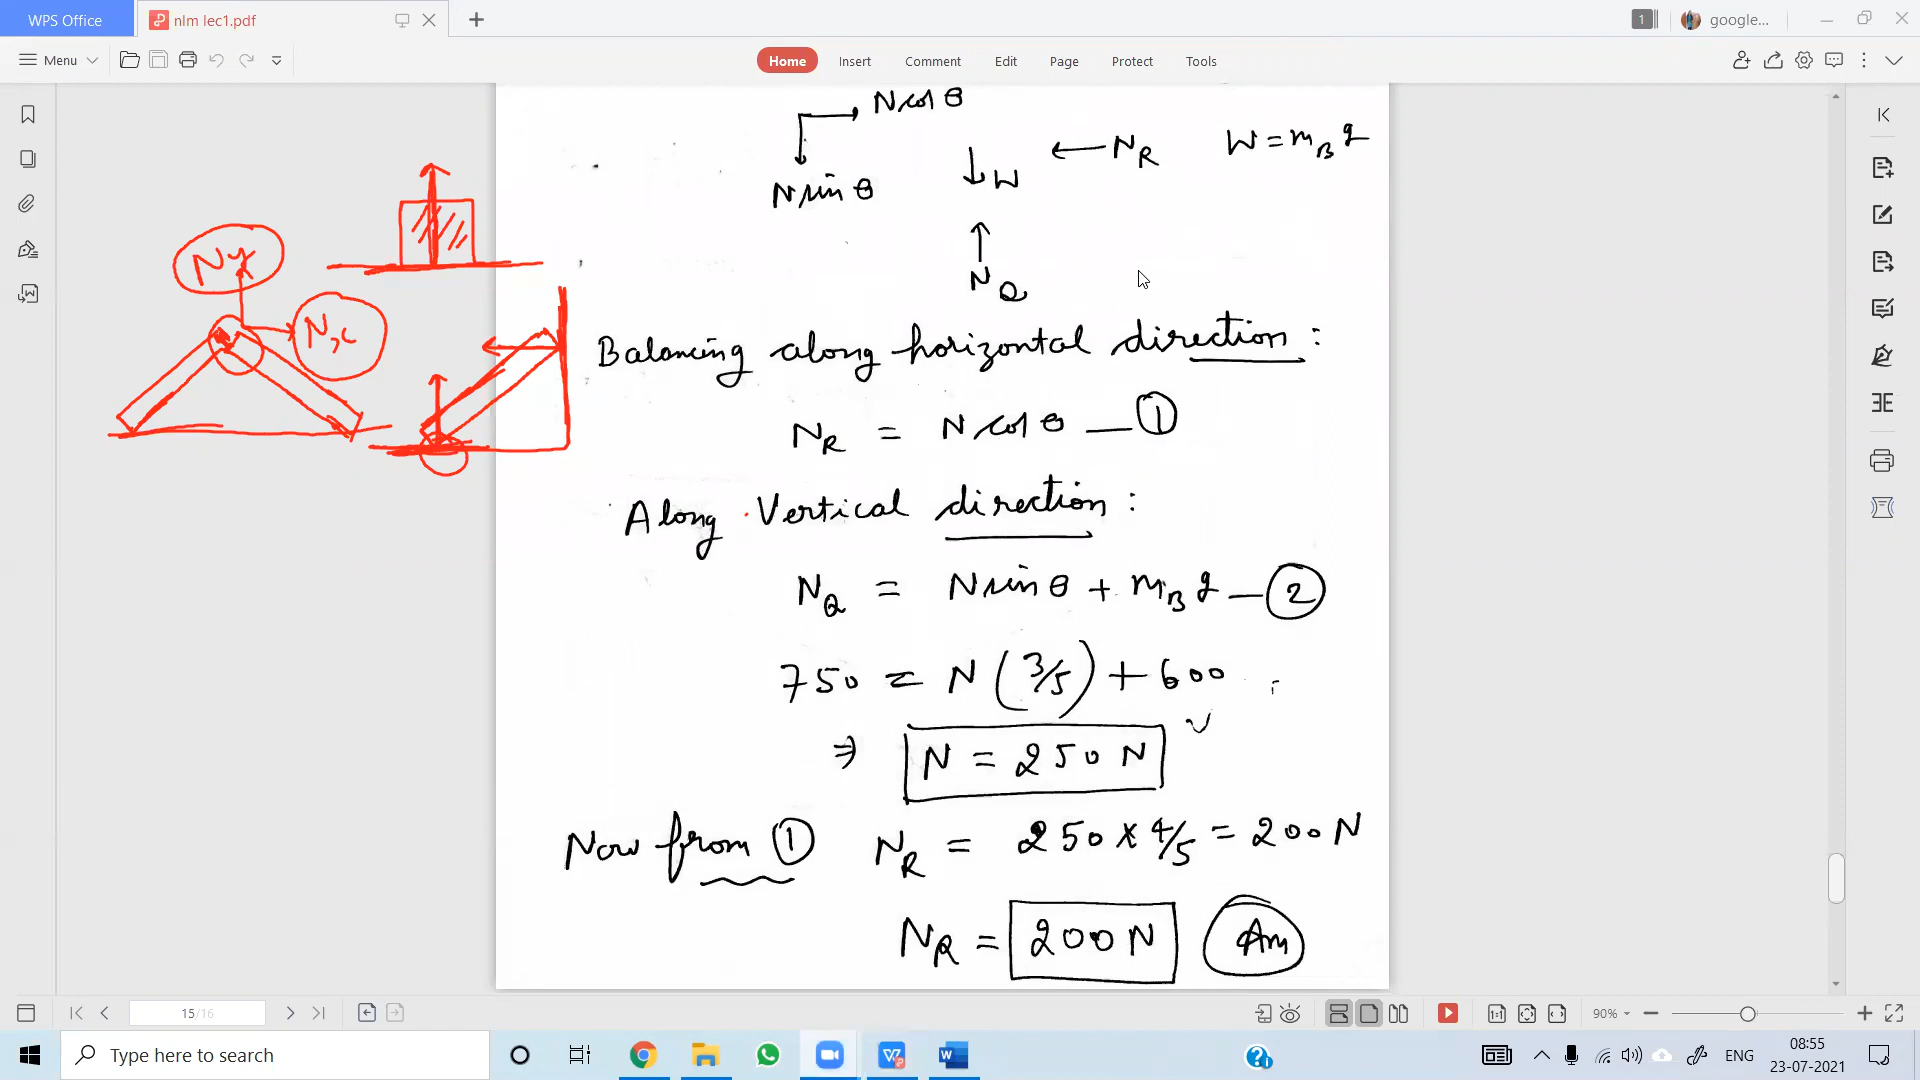 WPS Office
nlm lec1.pdf
1
google...
Menu
Home
Insert
Comment
Edit
Page
Protect
Tools
N cos θ
N sin θ
W
N_R
W = m_B g
N_Q
N_y
N_x
Balancing along horizontal direction :
N_R = N cos θ — ①
Along Vertical direction :
N_Q = N sin θ + m_B g — ②
750 = N (3/5) + 600
⇒ N = 250 N
Now from ① N_R = 250 × 4/5 = 200 N
N_R = 200 N Ans
15/16
90%
Type here to search
ENG
08:55
23-07-2021